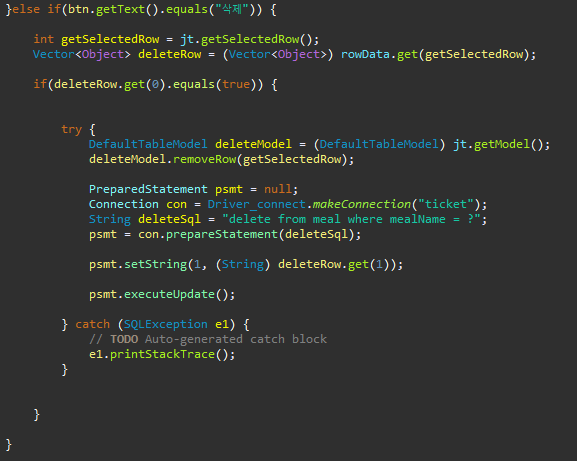 }else if(btn.getText().equals("삭제")) {
int getSelectedRow = jt.getSelectedRow();
Vector<Object> deleteRow = (Vector<Object>) rowData.get(getSelectedRow);
if(deleteRow.get(0).equals(true)) {
try {
DefaultTableModel deleteModel = (DefaultTableModel) jt.getModel();
deleteModel.removeRow(getSelectedRow);
PreparedStatement psmt = null;
Connection con = Driver_connect.makeConnection("ticket");
String deleteSql = "delete from meal where mealName = ?";
psmt = con.prepareStatement(deleteSql);
psmt.setString(1, (String) deleteRow.get(1));
psmt.executeUpdate();
} catch (SQLException e1) {
// TODO Auto-generated catch block
e1.printStackTrace();
}
}
}